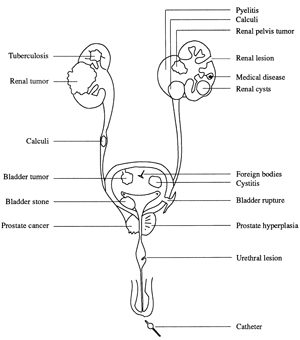 Pyelitis
Calculi
Renal pelvis tumor
Tuberculosis
Renal lesion
Renal tumor
Medical disease
Renal cysts
Calculi
Bladder tumor
Foreign bodies
Cystitis
Bladder stone
Bladder rupture
Prostate cancer
Prostate hyperplasia
Urethral lesion
Catheter